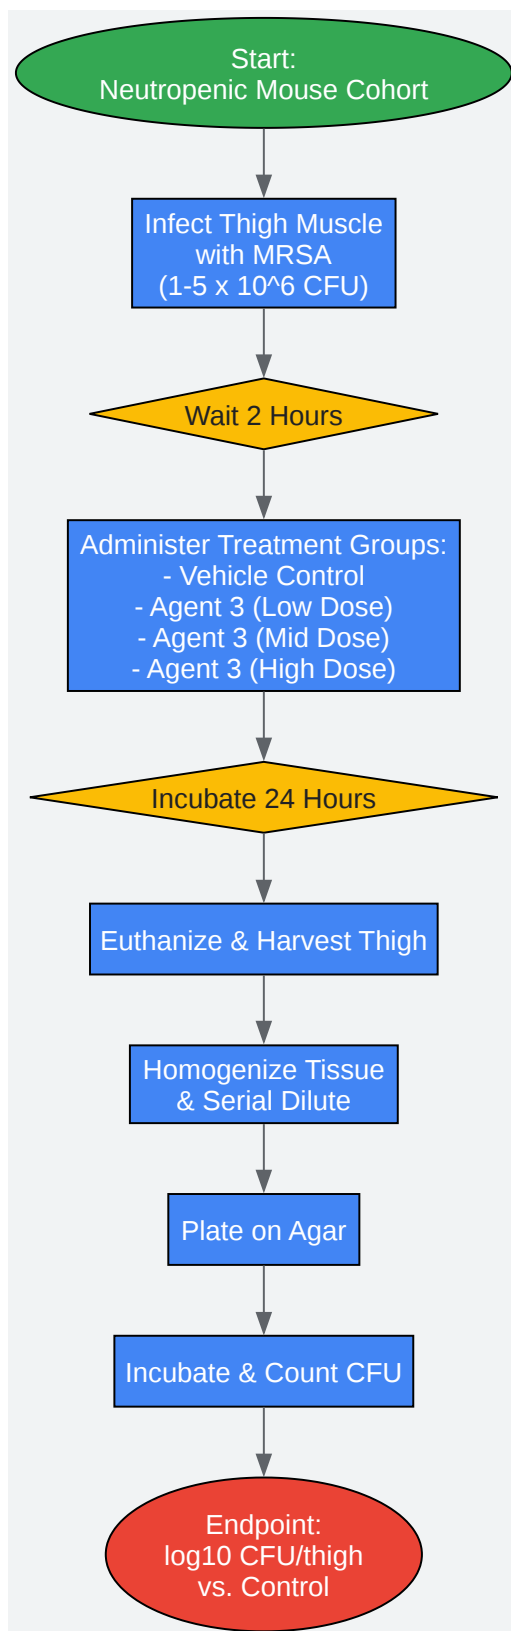 Start:
Neutropenic Mouse Cohort
Infect Thigh Muscle
with MRSA
(1-5 x 10^6 CFU)
Wait 2 Hours
Administer Treatment Groups:
- Vehicle Control
- Agent 3 (Low Dose)
- Agent 3 (Mid Dose)
- Agent 3 (High Dose)
Incubate 24 Hours
Euthanize & Harvest Thigh
Homogenize Tissue
& Serial Dilute
Plate on Agar
Incubate & Count CFU
Endpoint:
log10 CFU/thigh
vs. Control